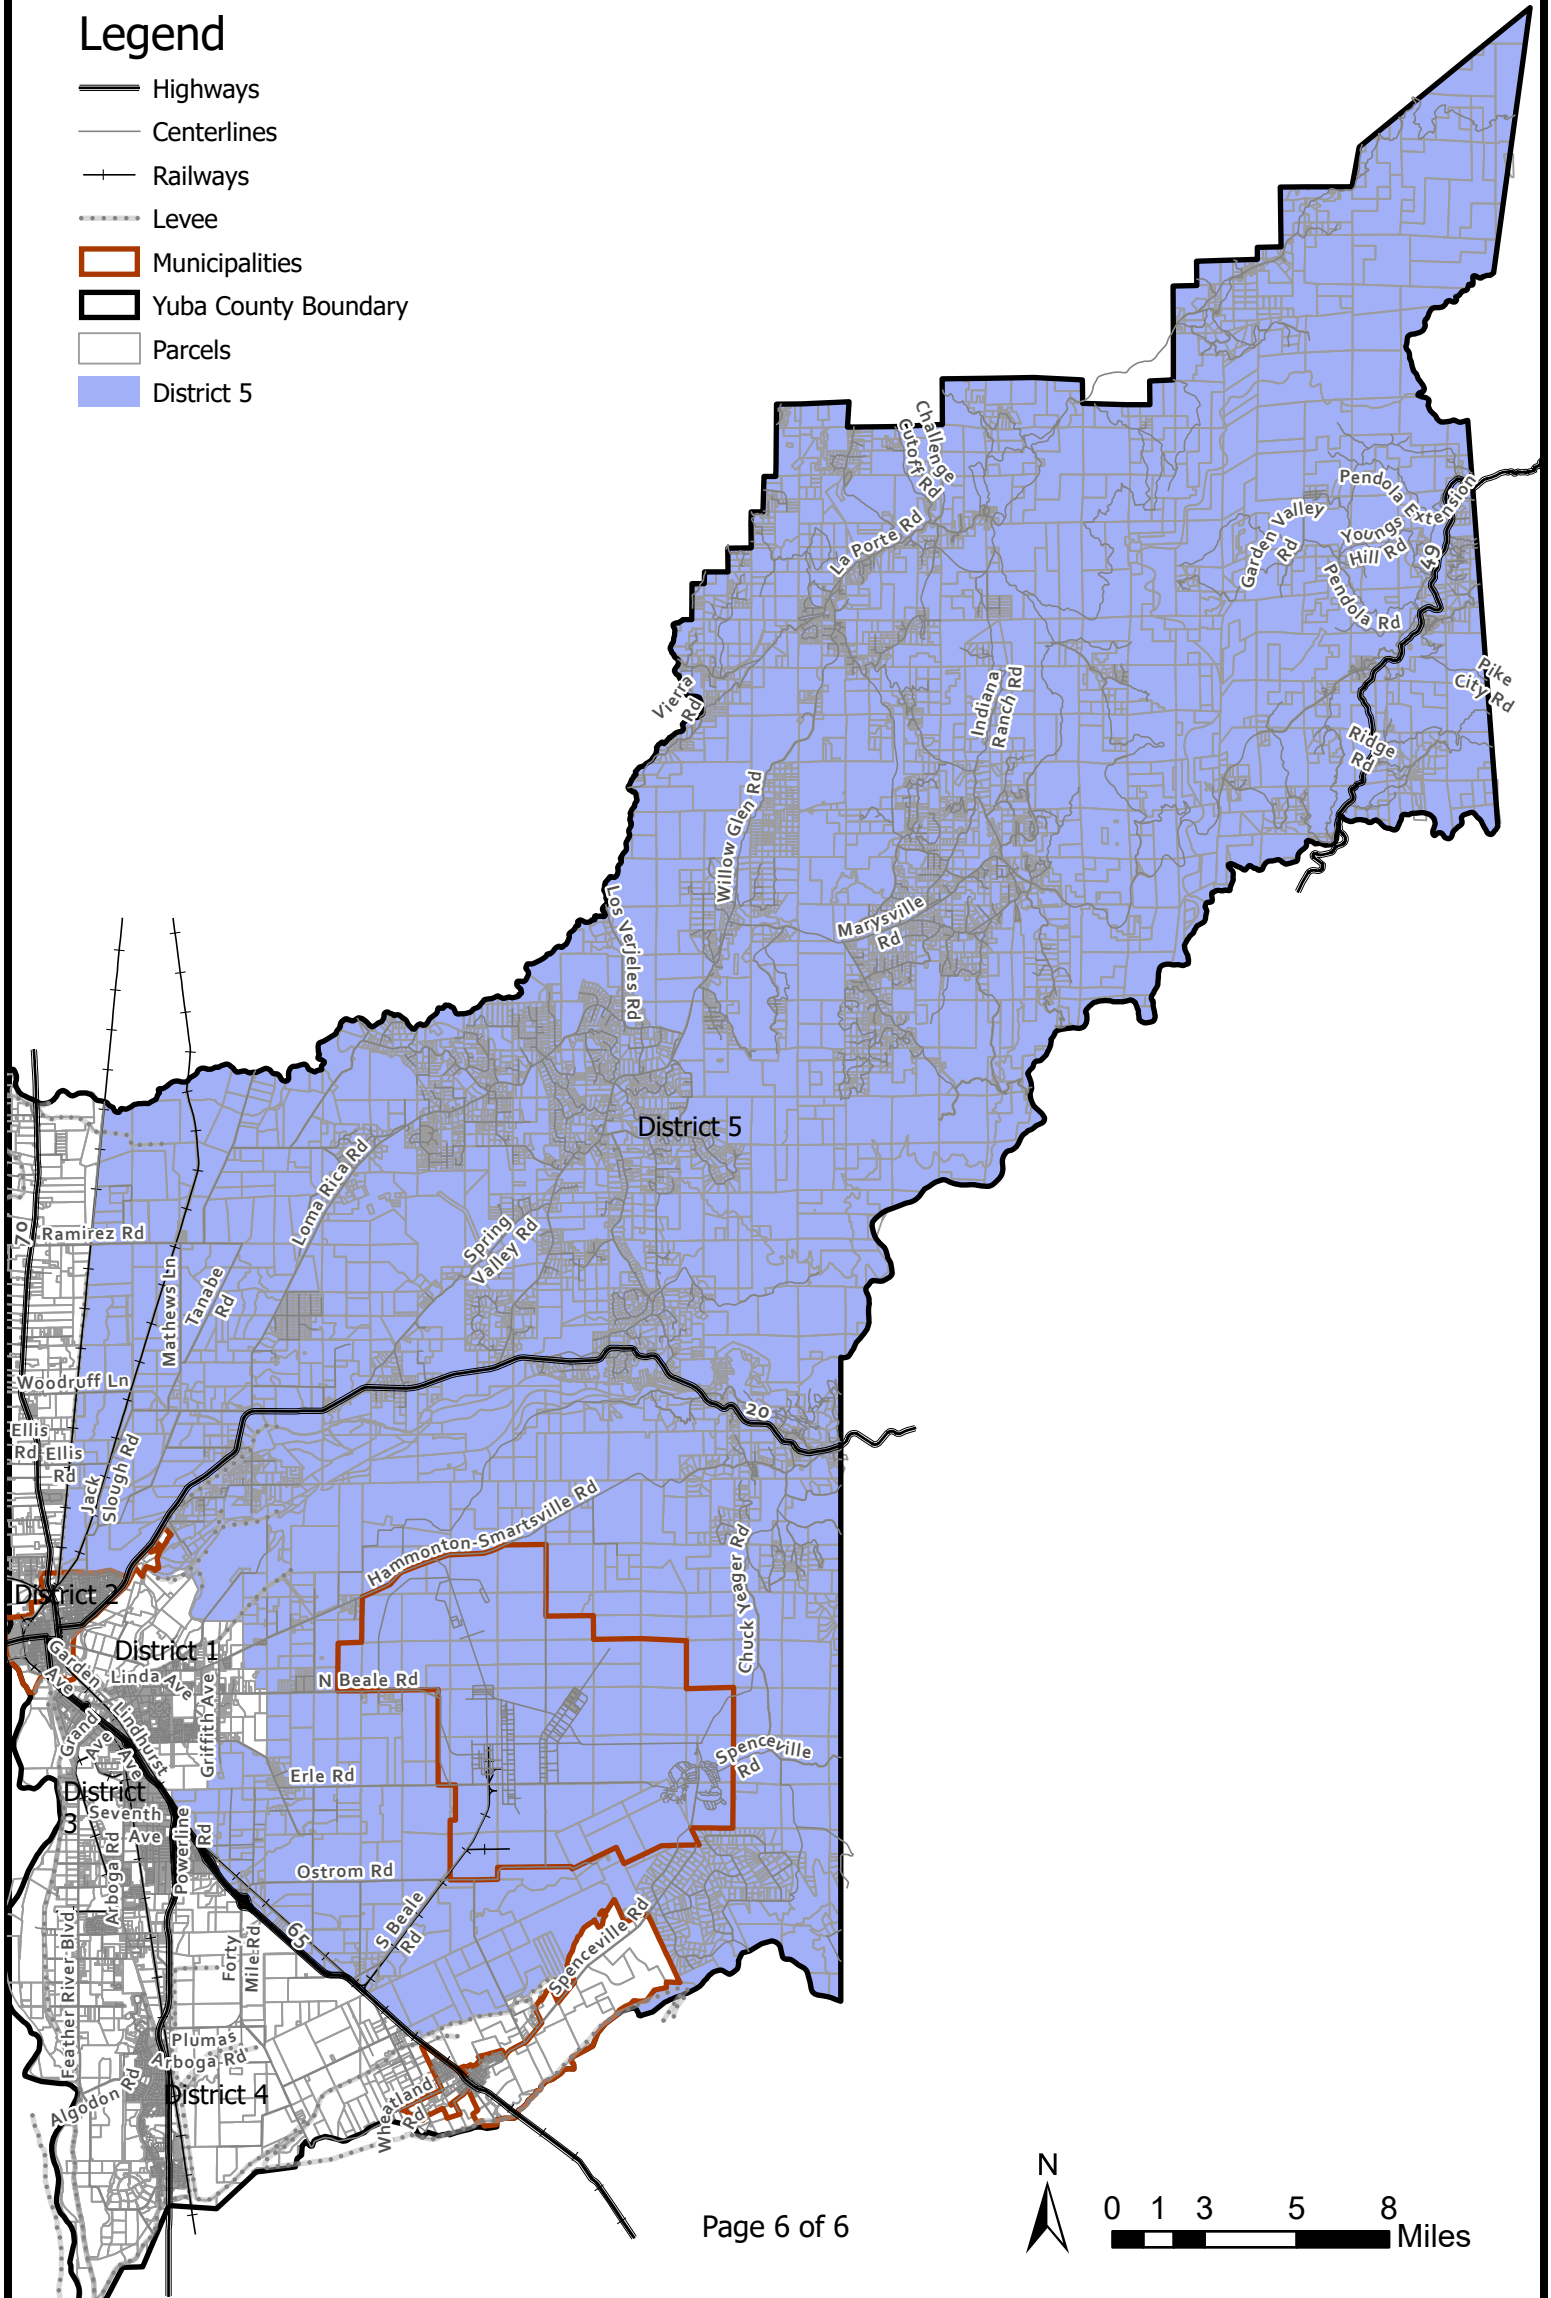 Legend
Highways
Centerlines
Railways
Levee
Municipalities
Yuba County Boundary
Parcels
District 5
Challenge
Cutoff Rd
La Porte Rd
Pendola Extension
Garden Valley
Rd
Youngs
Hill Rd
49
Pendola Rd
Pike
City Rd
Vierra
Rd
Indiana
Ranch Rd
Ridge
Rd
Willow Glen Rd
Los Verjeles Rd
Marysville
Rd
District 5
Loma Rica Rd
70
Ramirez Rd
Spring
Valley Rd
Mathews Ln
Tanabe
Rd
Woodruff Ln
20
Ellis
Rd
Ellis
Rd
Jack
Slough Rd
Hammonton-Smartsville Rd
Chuck Yeager Rd
District 2
District 1
Garden
Ave
Linda Ave
Griffith Ave
N Beale Rd
Grand
Ave
Lindhurst
Ave
Spenceville
Rd
Erle Rd
District
3
Seventh
Ave
Powerline
Rd
Arboga Rd
Ostrom Rd
S Beale
Rd
65
Spenceville Rd
Feather River Blvd
Forty
Mile Rd
Plumas
Arboga Rd
Algodon Rd
District 4
Wheatland
Rd
Page 6 of 6
N
0 1 3 5 8
Miles